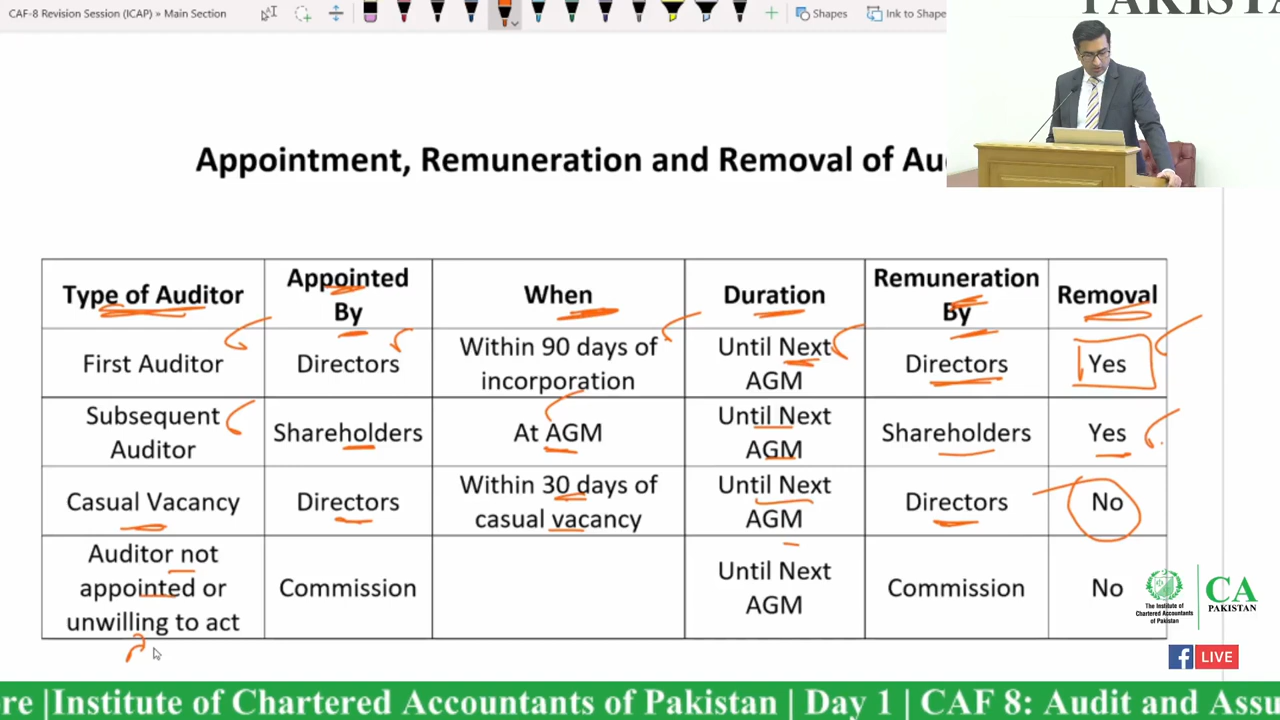 CAF-8 Revision Session (ICAP) » Main Section
Shapes
Ink to Shape
PAKISTAN
Appointment, Remuneration and Removal of Au
Type of Auditor
Appointed
By
When
Duration
Remuneration
By
Removal
First Auditor
Directors
Within 90 days of
incorporation
Until Next
AGM
Directors
Yes
Subsequent
Auditor
Shareholders
At AGM
Until Next
AGM
Shareholders
Yes
Casual Vacancy
Directors
Within 30 days of
casual vacancy
Until Next
AGM
Directors
No
Auditor not
appointed or
unwilling to act
Commission
Until Next
AGM
Commission
No
The Institute of
Chartered Accountants
of Pakistan
CA
PAKISTAN
f LIVE
ore |Institute of Chartered Accountants of Pakistan | Day 1 | CAF 8: Audit and Assu